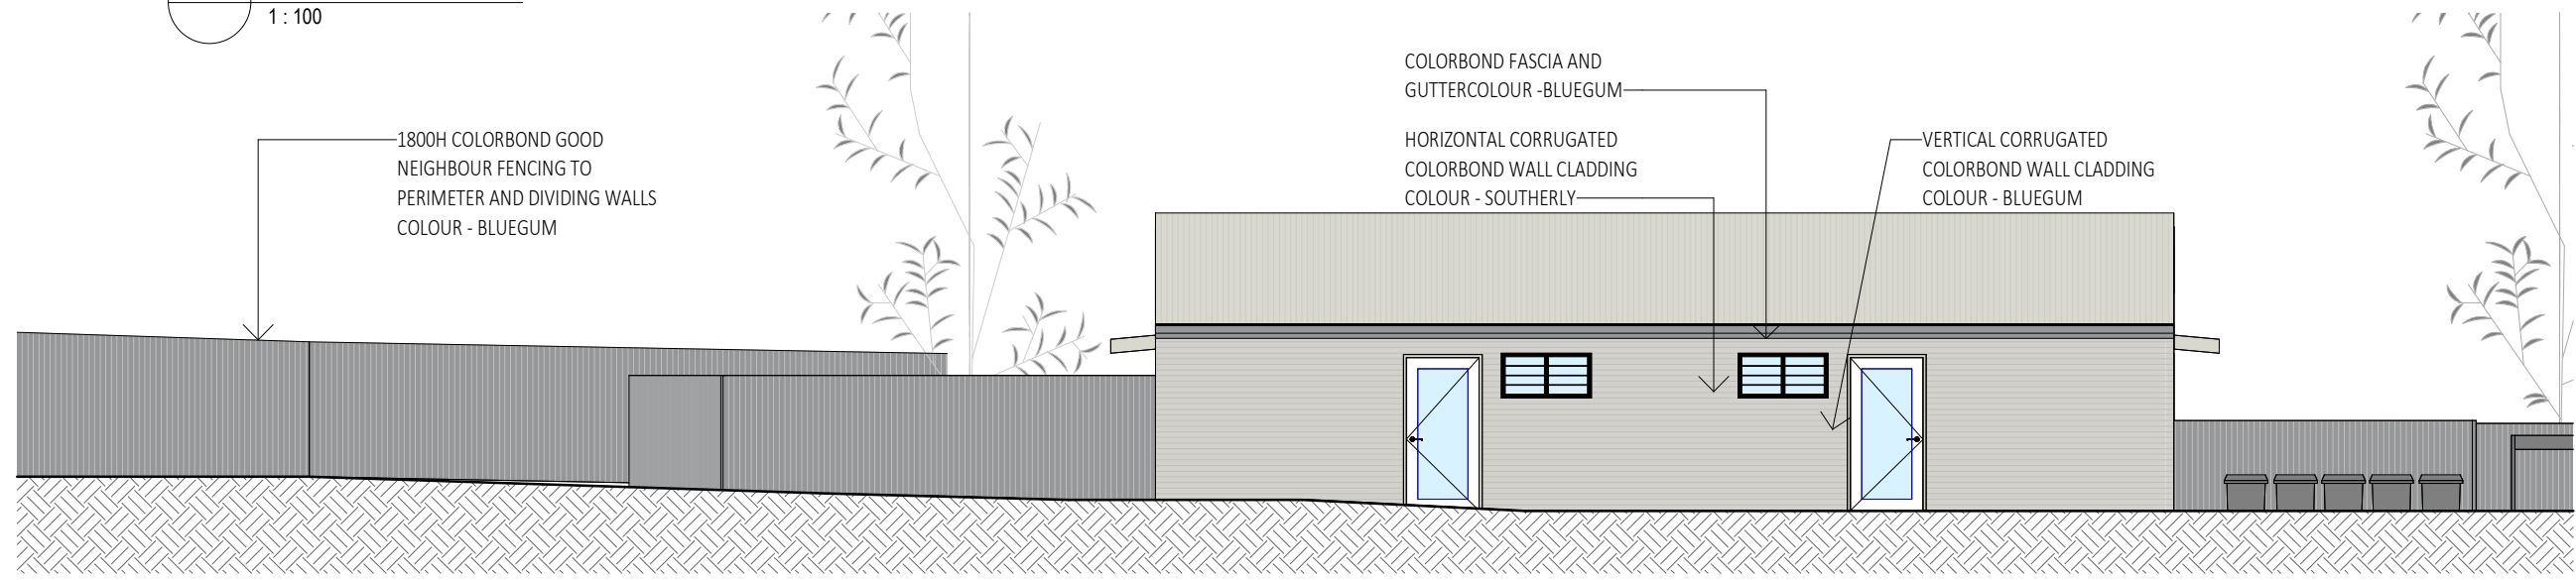 1 : 100
1800H COLORBOND GOOD
NEIGHBOUR FENCING TO
PERIMETER AND DIVIDING WALLS
COLOUR - BLUEGUM
COLORBOND FASCIA AND
GUTTERCOLOUR -BLUEGUM
HORIZONTAL CORRUGATED
COLORBOND WALL CLADDING
COLOUR - SOUTHERLY
VERTICAL CORRUGATED
COLORBOND WALL CLADDING
COLOUR - BLUEGUM